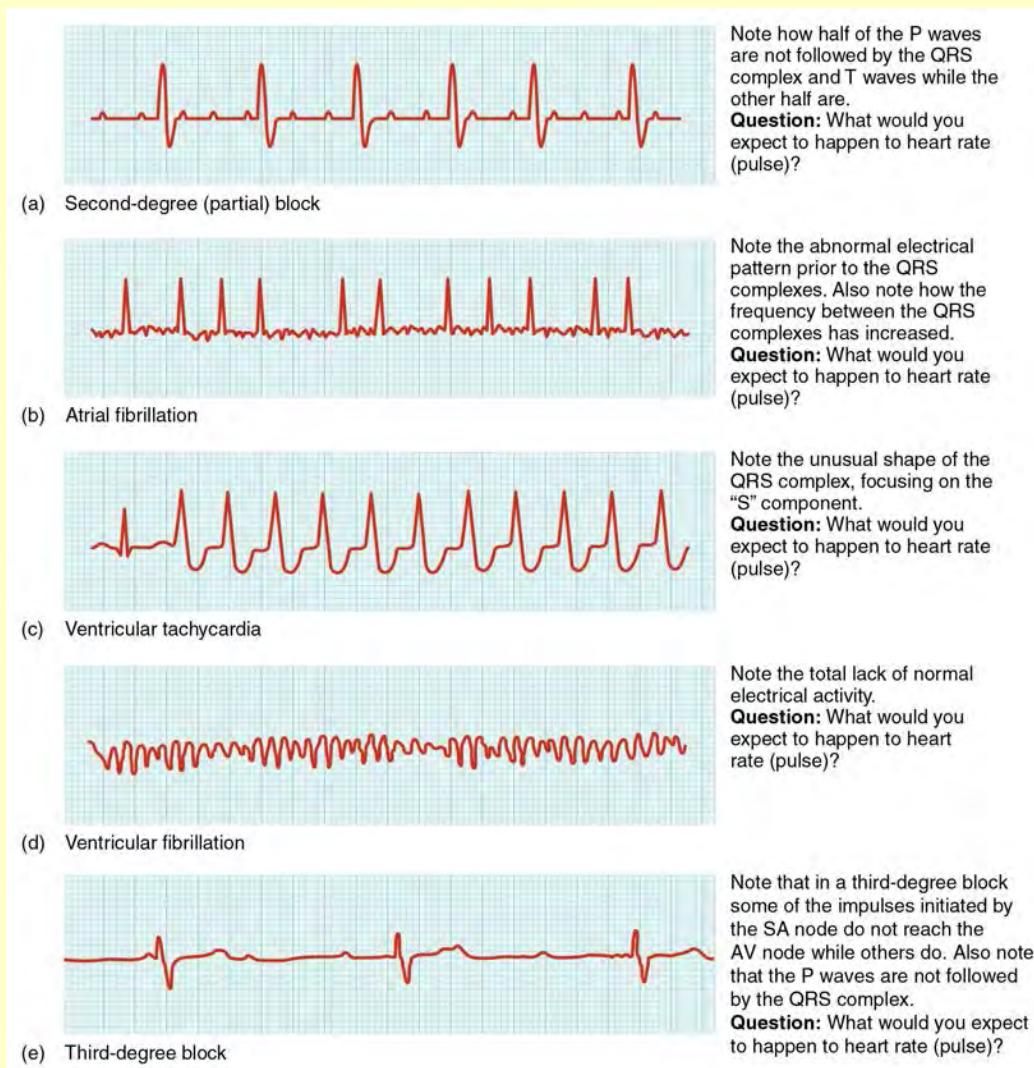 Note how half of the P waves
are not followed by the QRS
complex and T waves while the
other half are.
Question: What would you
expect to happen to heart rate
(pulse)?
(a) Second-degree (partial) block
Note the abnormal electrical
pattern prior to the QRS
complexes. Also note how the
frequency between the QRS
complexes has increased.
Question: What would you
expect to happen to heart rate
(pulse)?
(b) Atrial fibrillation
Note the unusual shape of the
QRS complex, focusing on the
“S” component.
Question: What would you
expect to happen to heart rate
(pulse)?
(c) Ventricular tachycardia
Note the total lack of normal
electrical activity.
Question: What would you
expect to happen to heart
rate (pulse)?
(d) Ventricular fibrillation
Note that in a third-degree block
some of the impulses initiated by
the SA node do not reach the
AV node while others do. Also note
that the P waves are not followed
by the QRS complex.
Question: What would you expect
to happen to heart rate (pulse)?
(e) Third-degree block